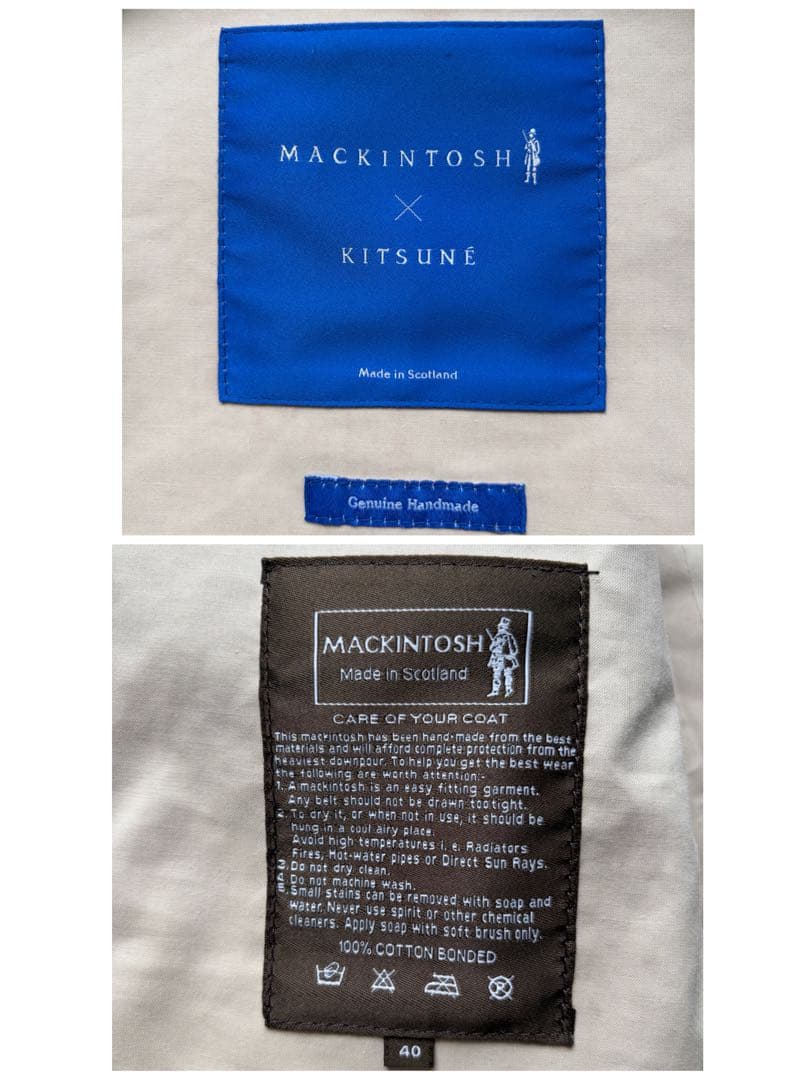 MACKINTOSH
×
KITSUNÉ
Made in Scotland
Genuine Handmade
MACKINTOSH
Made in Scotland
CARE OF YOUR COAT
This mackintosh has been hand-made from the best
materials and will afford complete protection from the
heaviest downpour. To help you get the best wear
the following are worth attention:-
1. A mackintosh is an easy fitting garment.
Any belt should not be drawn too tight.
2. To dry it, or when not in use, it should be
hung in a cool airy place.
Avoid high temperatures i. e. Radiators
Fires, Hot-water pipes or Direct Sun Rays.
3. Do not dry clean.
4. Do not machine wash.
5. Small stains can be removed with soap and
water. Never use spirit or other chemical
cleaners. Apply soap with soft brush only.
100% COTTON BONDED
40